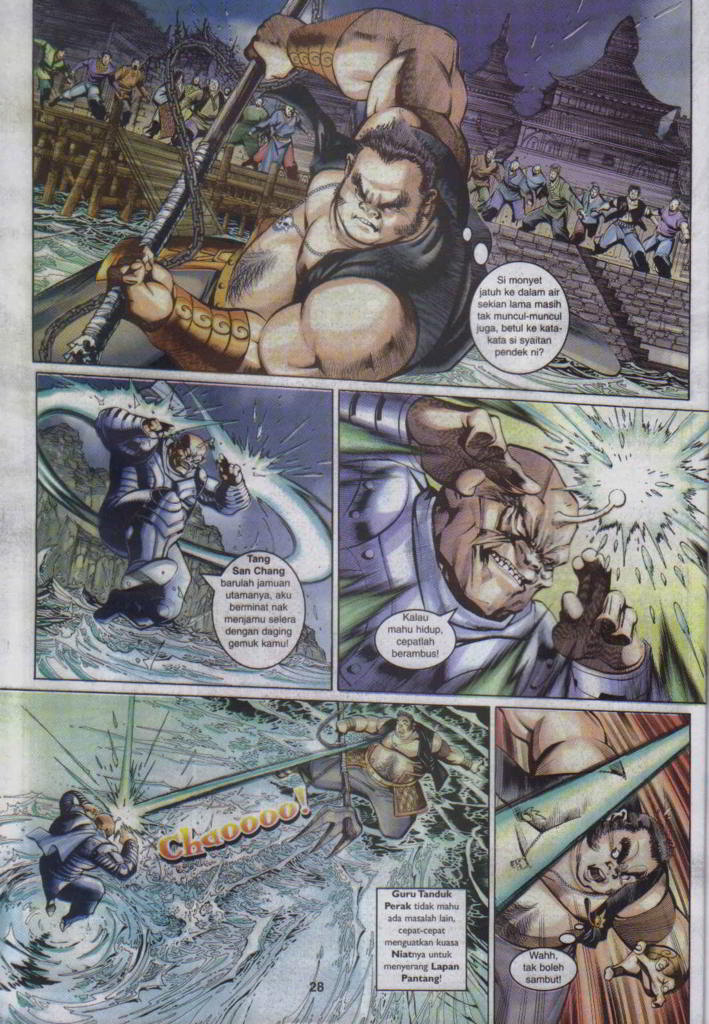 Si monyet
jatuh ke dalam air
sekian lama masih
tak muncul-muncul
juga, betul ke kata-
kata si syaitan
pendek ni?
Tang
San Chang
barulah jamuan
utamanya, aku
berminat nak
menjamu selera
dengan daging
gemuk kamu!
Kalau
mahu hidup,
cepatlah
berambus!
Chaoooo!
Guru Tanduk
Perak tidak mahu
ada masalah lain,
cepat-cepat
menguatkan kuasa
Niatnya untuk
menyerang Lapan
Pantang!
Wahh,
tak boleh
sambut!
28